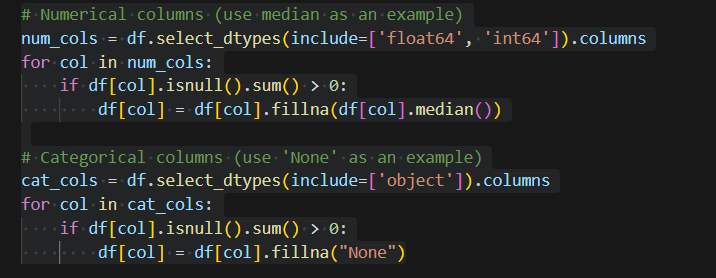 # Numerical columns (use median as an example)
num_cols = df.select_dtypes(include=['float64', 'int64']).columns
for col in num_cols:
    if df[col].isnull().sum() > 0:
        df[col] = df[col].fillna(df[col].median())

# Categorical columns (use 'None' as an example)
cat_cols = df.select_dtypes(include=['object']).columns
for col in cat_cols:
    if df[col].isnull().sum() > 0:
        df[col] = df[col].fillna("None")